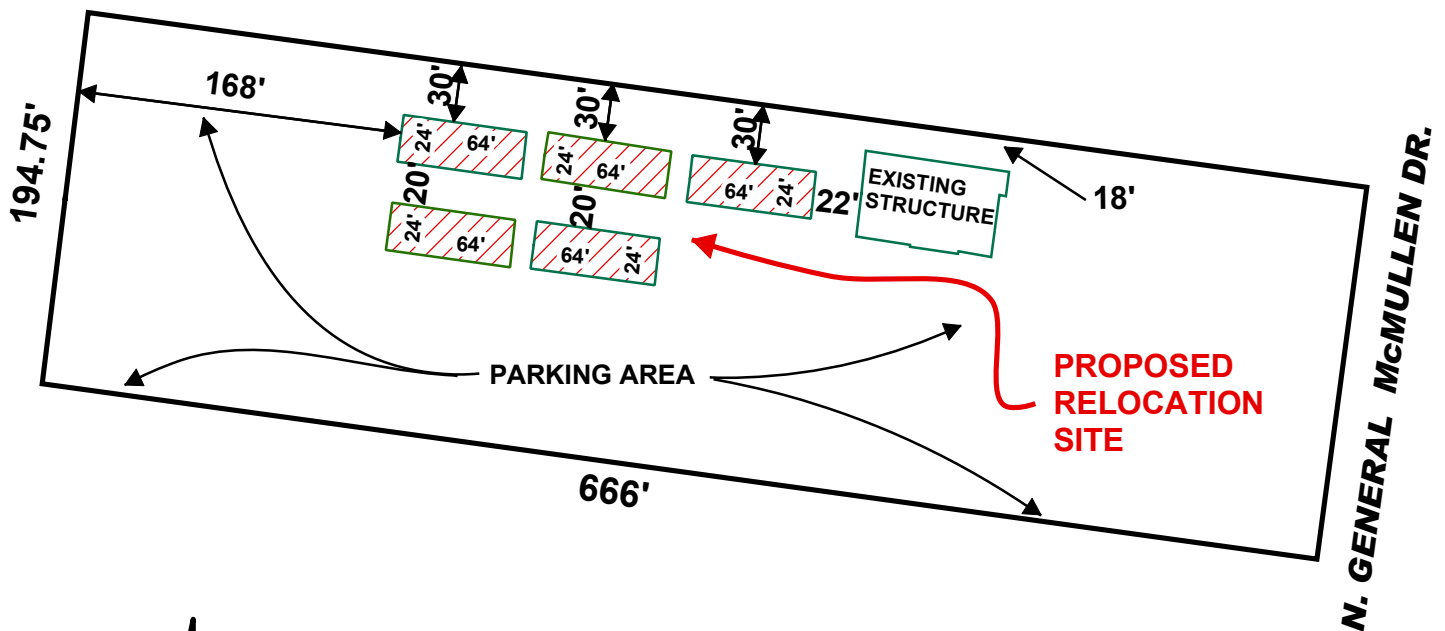 194.75'
168'
30'
30'
30'
24'
64'
24'
64'
64'
24'
22'
EXISTING
STRUCTURE
18'
20'
20'
24'
64'
64'
24'
PARKING AREA
PROPOSED
RELOCATION
SITE
666'
N. GENERAL McMULLEN DR.